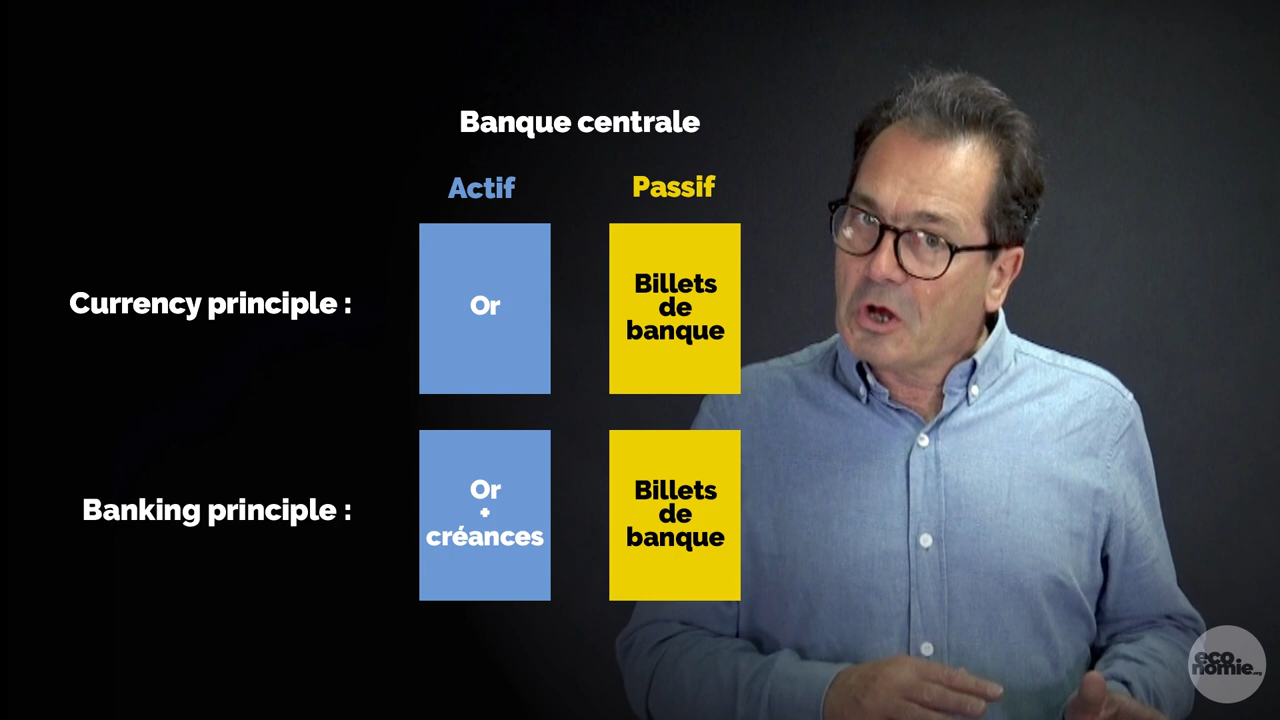 Banque centrale
Actif
Passif
Currency principle :
Or
Billets
de
banque
Banking principle :
Or
+
créances
Billets
de
banque
eco
nomie.org